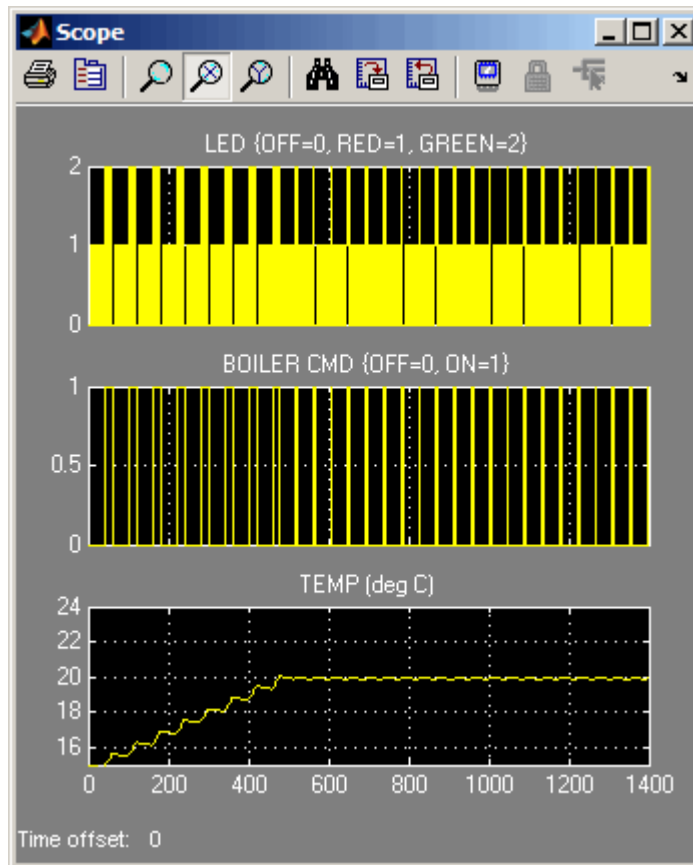 Scope
LED {OFF=0, RED=1, GREEN=2}
2
1
0
BOILER CMD {OFF=0, ON=1}
1
0.5
0
TEMP (deg C)
24
22
20
18
16
0 200 400 600 800 1000 1200 1400
Time offset: 0